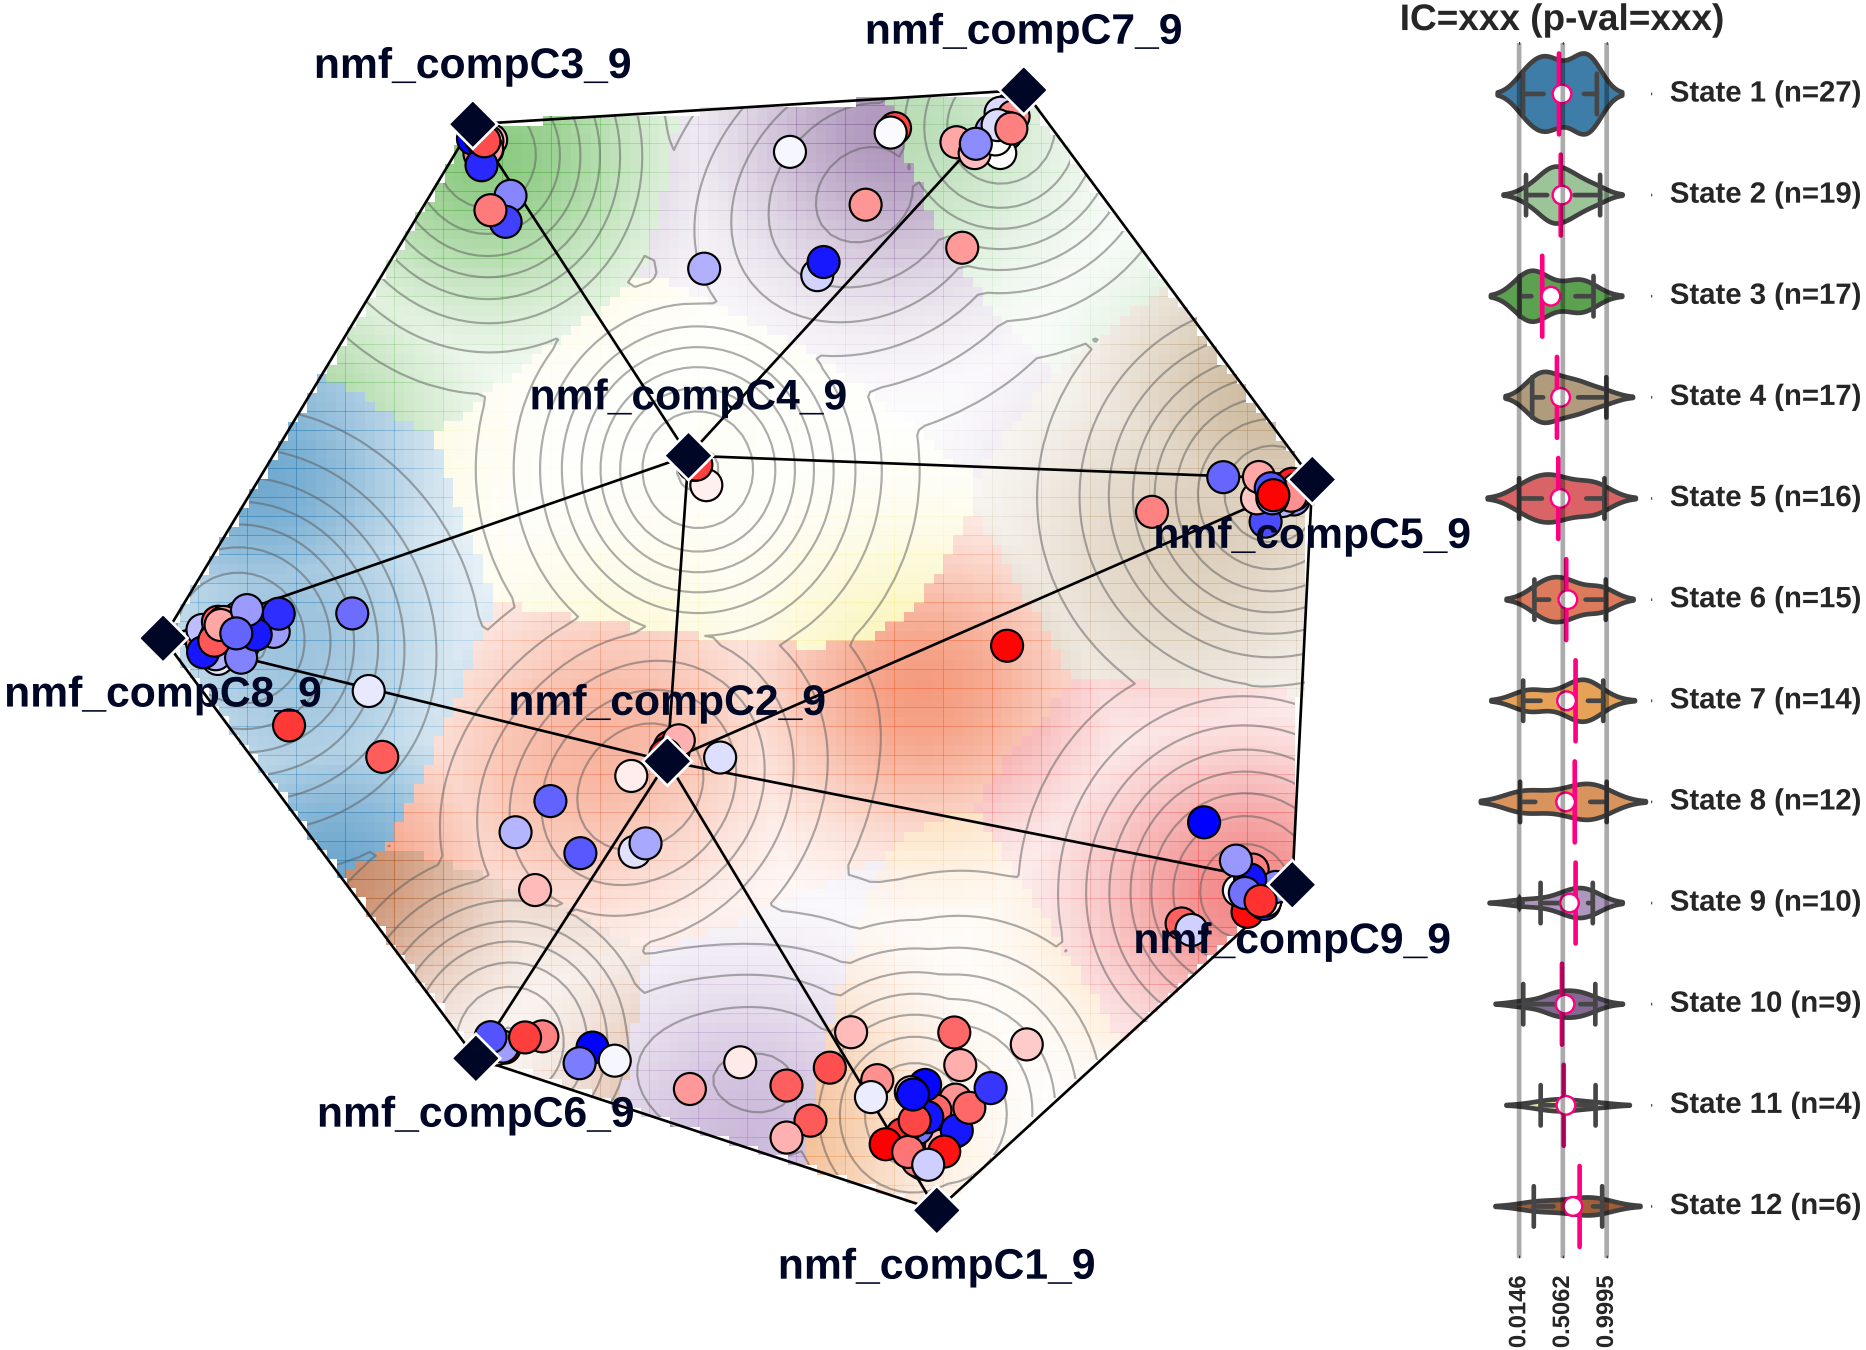 IC=xxx (p-val=xxx)
nmf_compC7_9
nmf_compC3_9
State 1 (n=27)
State 2 (n=19)
State 3 (n=17)
nmf_compC4_9
State 4 (n=17)
State 5 (n=16)
nmf_compC5_9
State 6 (n=15)
nmf_compC8_9
nmf_compC2_9
State 7 (n=14)
State 8 (n=12)
State 9 (n=10)
nmf_compC9_9
State 10 (n=9)
nmf_compC6_9
State 11 (n=4)
State 12 (n=6)
nmf_compC1_9
0.0146
0.5062
0.9995